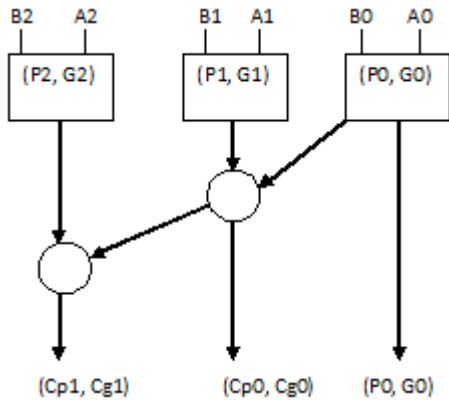 B2 A2 B1 A1 B0 A0
(P2, G2) (P1, G1) (P0, G0)
(Cp1, Cg1) (Cp0, Cg0) (P0, G0)